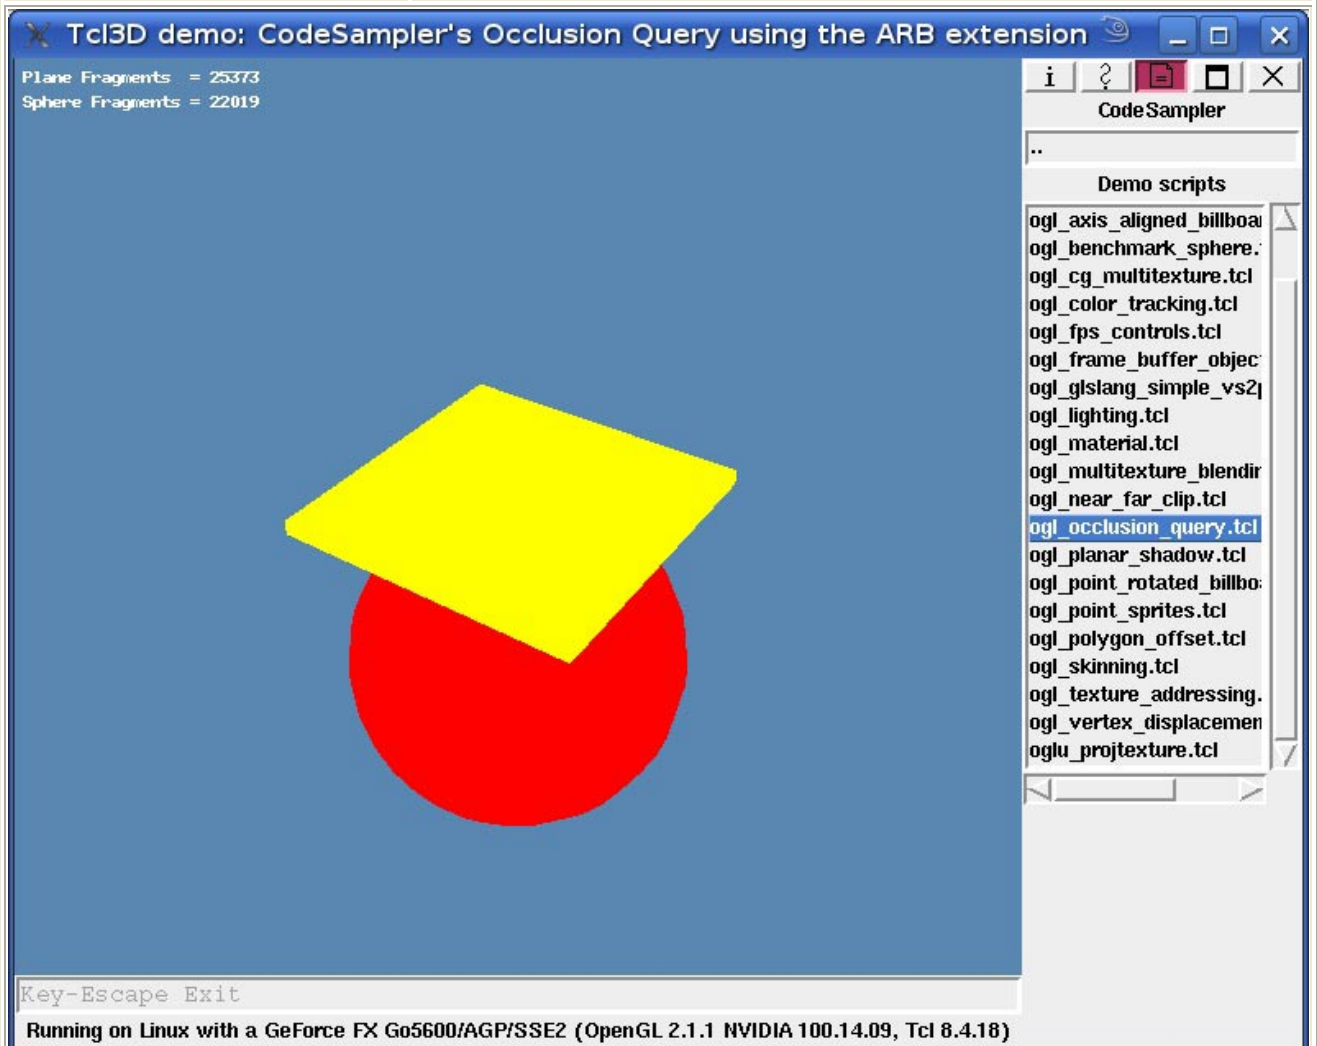 Tcl3D demo: CodeSampler's Occlusion Query using the ARB extension
Plane Fragments = 25373
Sphere Fragments = 22019
i ?
CodeSampler
..
Demo scripts
ogl_axis_aligned_billboa
ogl_benchmark_sphere.
ogl_cg_multitexture.tcl
ogl_color_tracking.tcl
ogl_fps_controls.tcl
ogl_frame_buffer_objec
ogl_glslang_simple_vs2
ogl_lighting.tcl
ogl_material.tcl
ogl_multitexture_blendin
ogl_near_far_clip.tcl
ogl_occlusion_query.tcl
ogl_planar_shadow.tcl
ogl_point_rotated_billbo
ogl_point_sprites.tcl
ogl_polygon_offset.tcl
ogl_skinning.tcl
ogl_texture_addressing.
ogl_vertex_displacemen
oglu_projtexture.tcl
Key-Escape Exit
Running on Linux with a GeForce FX Go5600/AGP/SSE2 (OpenGL 2.1.1 NVIDIA 100.14.09, Tcl 8.4.18)